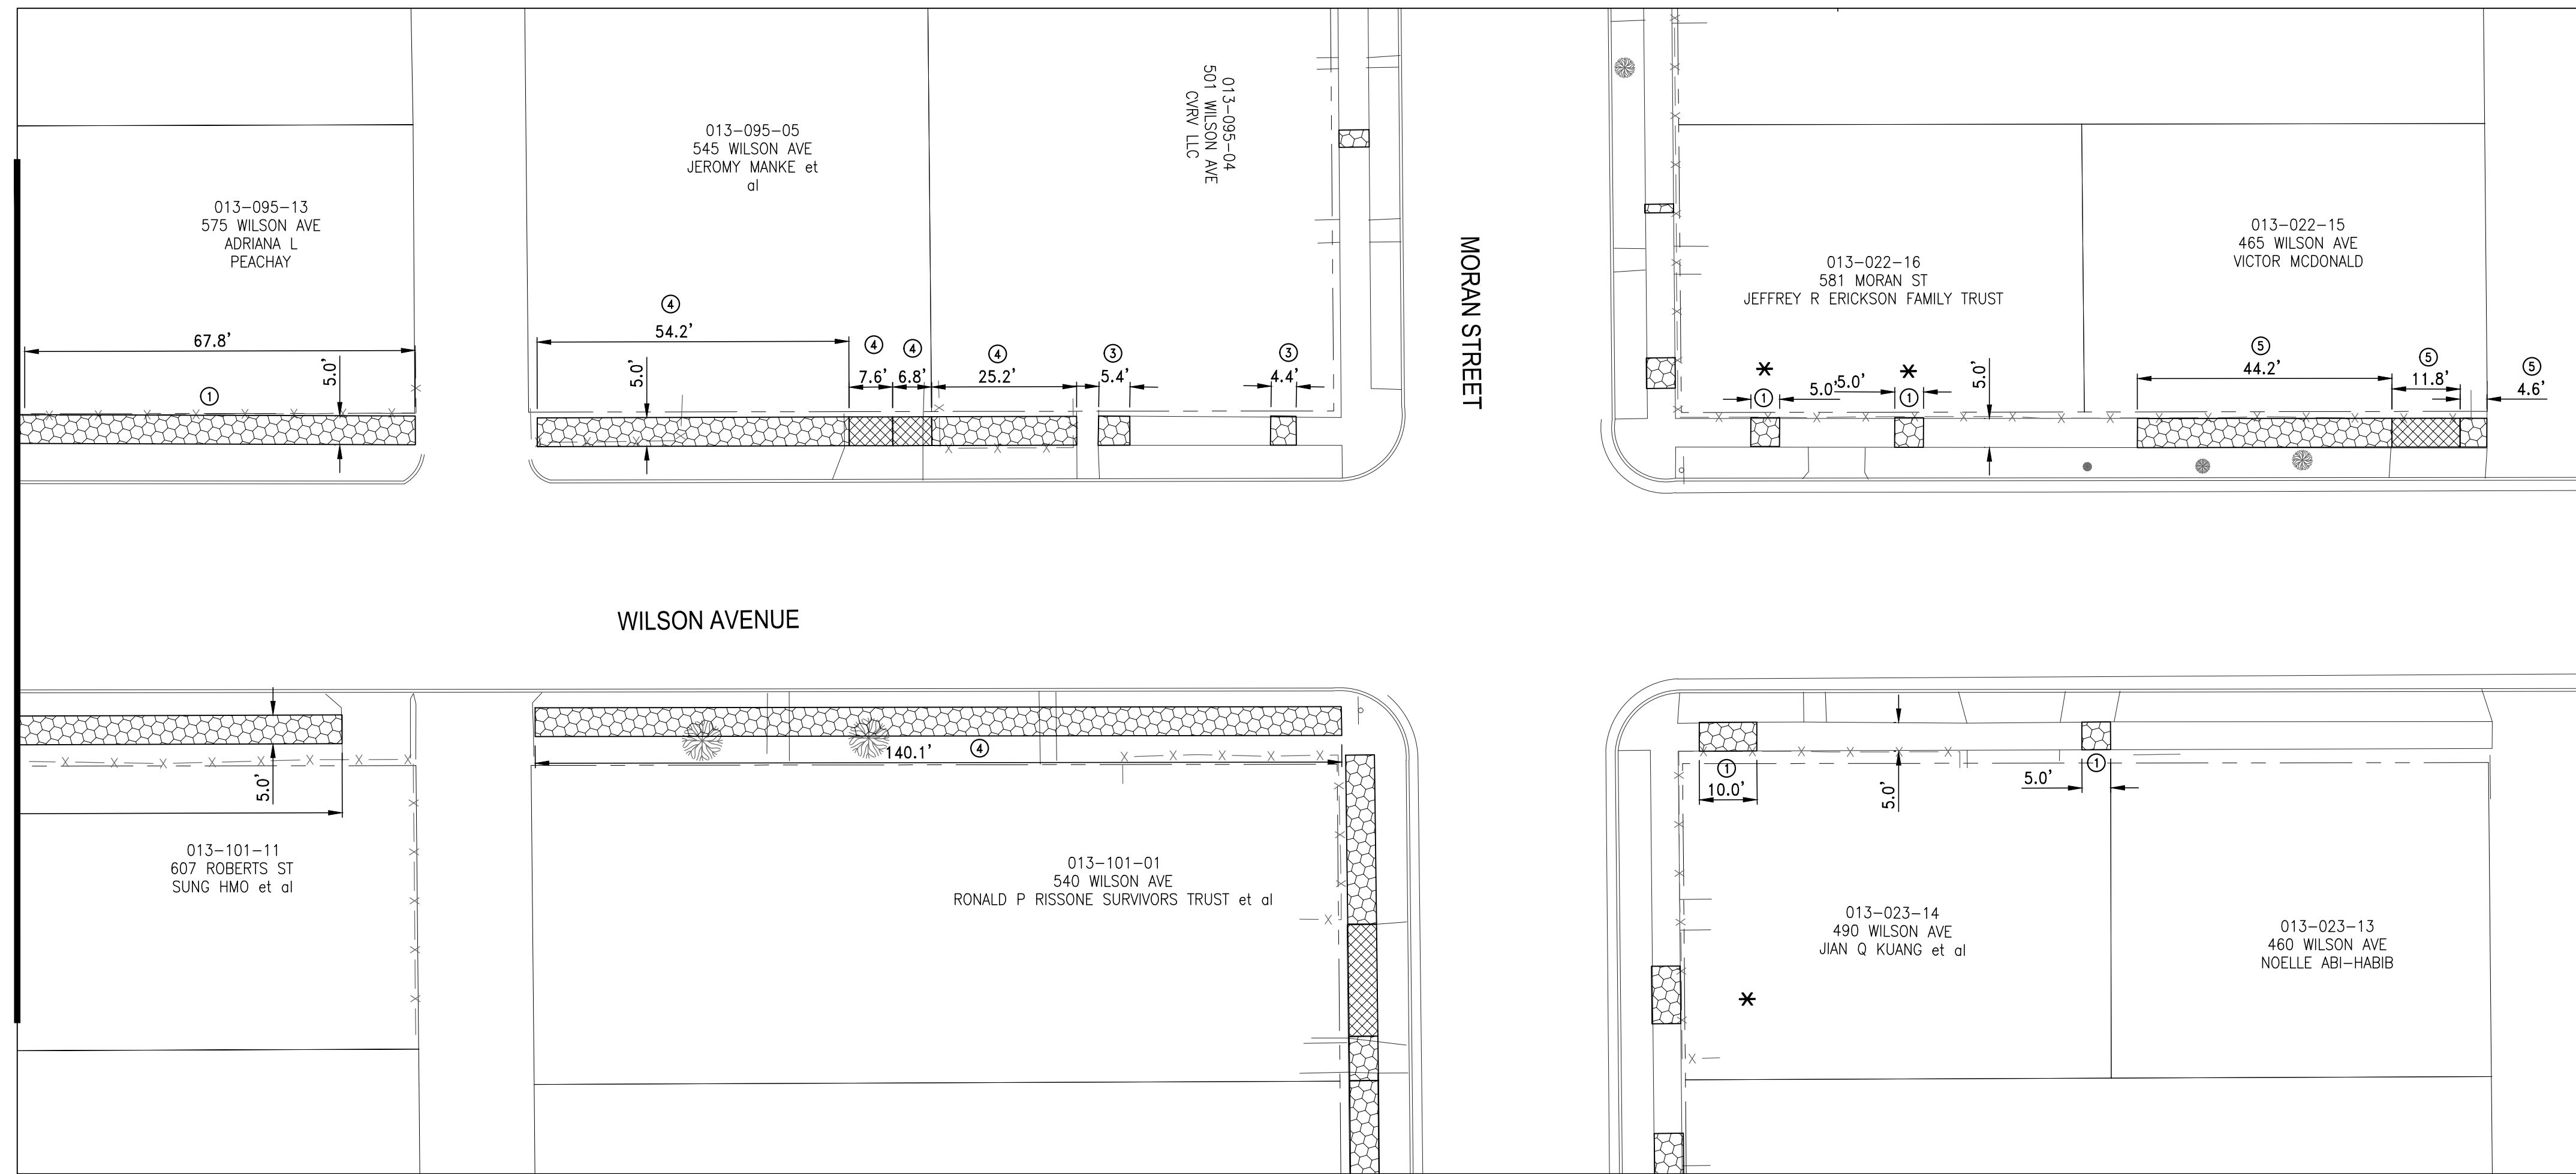 013-095-13
575 WILSON AVE
ADRIANA L
PEACHAY
67.8'
5.0'
1
013-095-05
545 WILSON AVE
JEROMY MANKE et
al
4
54.2'
5.0'
4
7.6'
4
6.8'
4
25.2'
3
5.4'
3
4.4'
013-095-04
501 WILSON AVE
CVRV LLC
MORAN STREET
013-022-16
581 MORAN ST
JEFFREY R ERICKSON FAMILY TRUST
*
1
5.0'
5.0'
*
1
5.0'
013-022-15
465 WILSON AVE
VICTOR MCDONALD
5
44.2'
5
11.8'
5
4.6'
WILSON AVENUE
5.0'
013-101-11
607 ROBERTS ST
SUNG HMO et al
140.1'
4
013-101-01
540 WILSON AVE
RONALD P RISSONE SURVIVORS TRUST et al
1
10.0'
5.0'
5.0'
1
013-023-14
490 WILSON AVE
JIAN Q KUANG et al
*
013-023-13
460 WILSON AVE
NOELLE ABI-HABIB